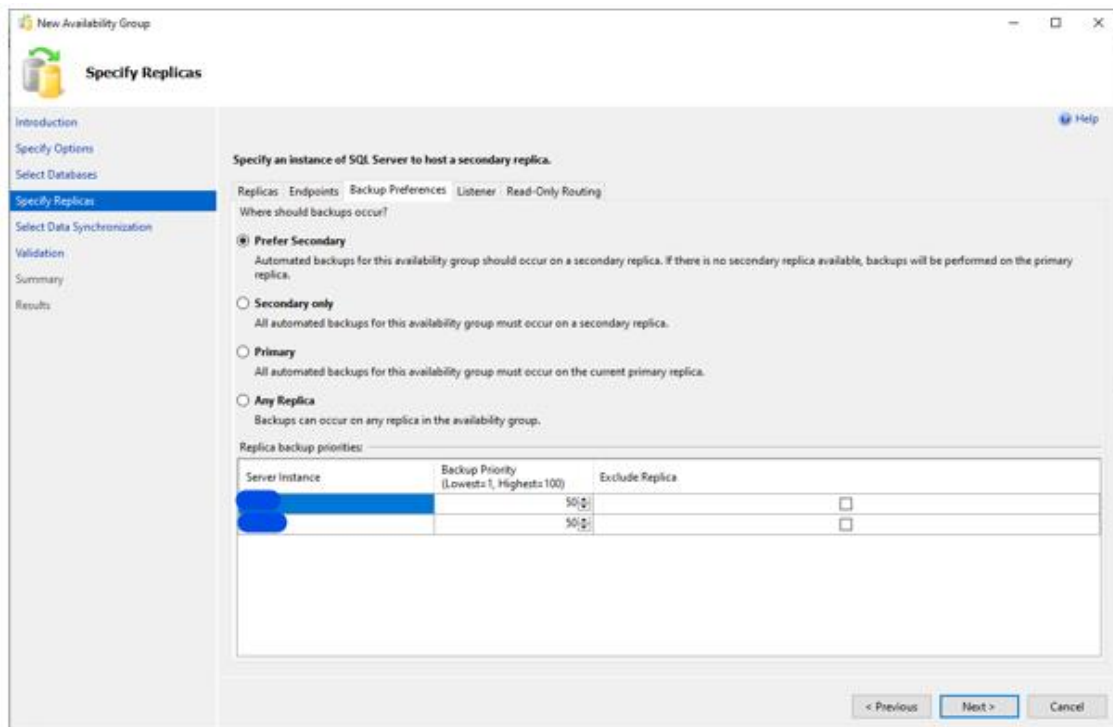 New Availability Group
Specify Replicas
Introduction
Specify Options
Select Databases
Specify Replicas
Select Data Synchronization
Validation
Summary
Results
Help
Specify an instance of SQL Server to host a secondary replica.
Replicas Endpoints Backup Preferences Listener Read-Only Routing
Where should backups occur?
Prefer Secondary
Automated backups for this availability group should occur on a secondary replica. If there is no secondary replica available, backups will be performed on the primary
replica.
Secondary only
All automated backups for this availability group must occur on a secondary replica.
Primary
All automated backups for this availability group must occur on the current primary replica.
Any Replica
Backups can occur on any replica in the availability group.
Replica backup priorities:
Server Instance
Backup Priority
(Lowest=1, Highest=100)
Exclude Replica
50
50
< Previous Next > Cancel